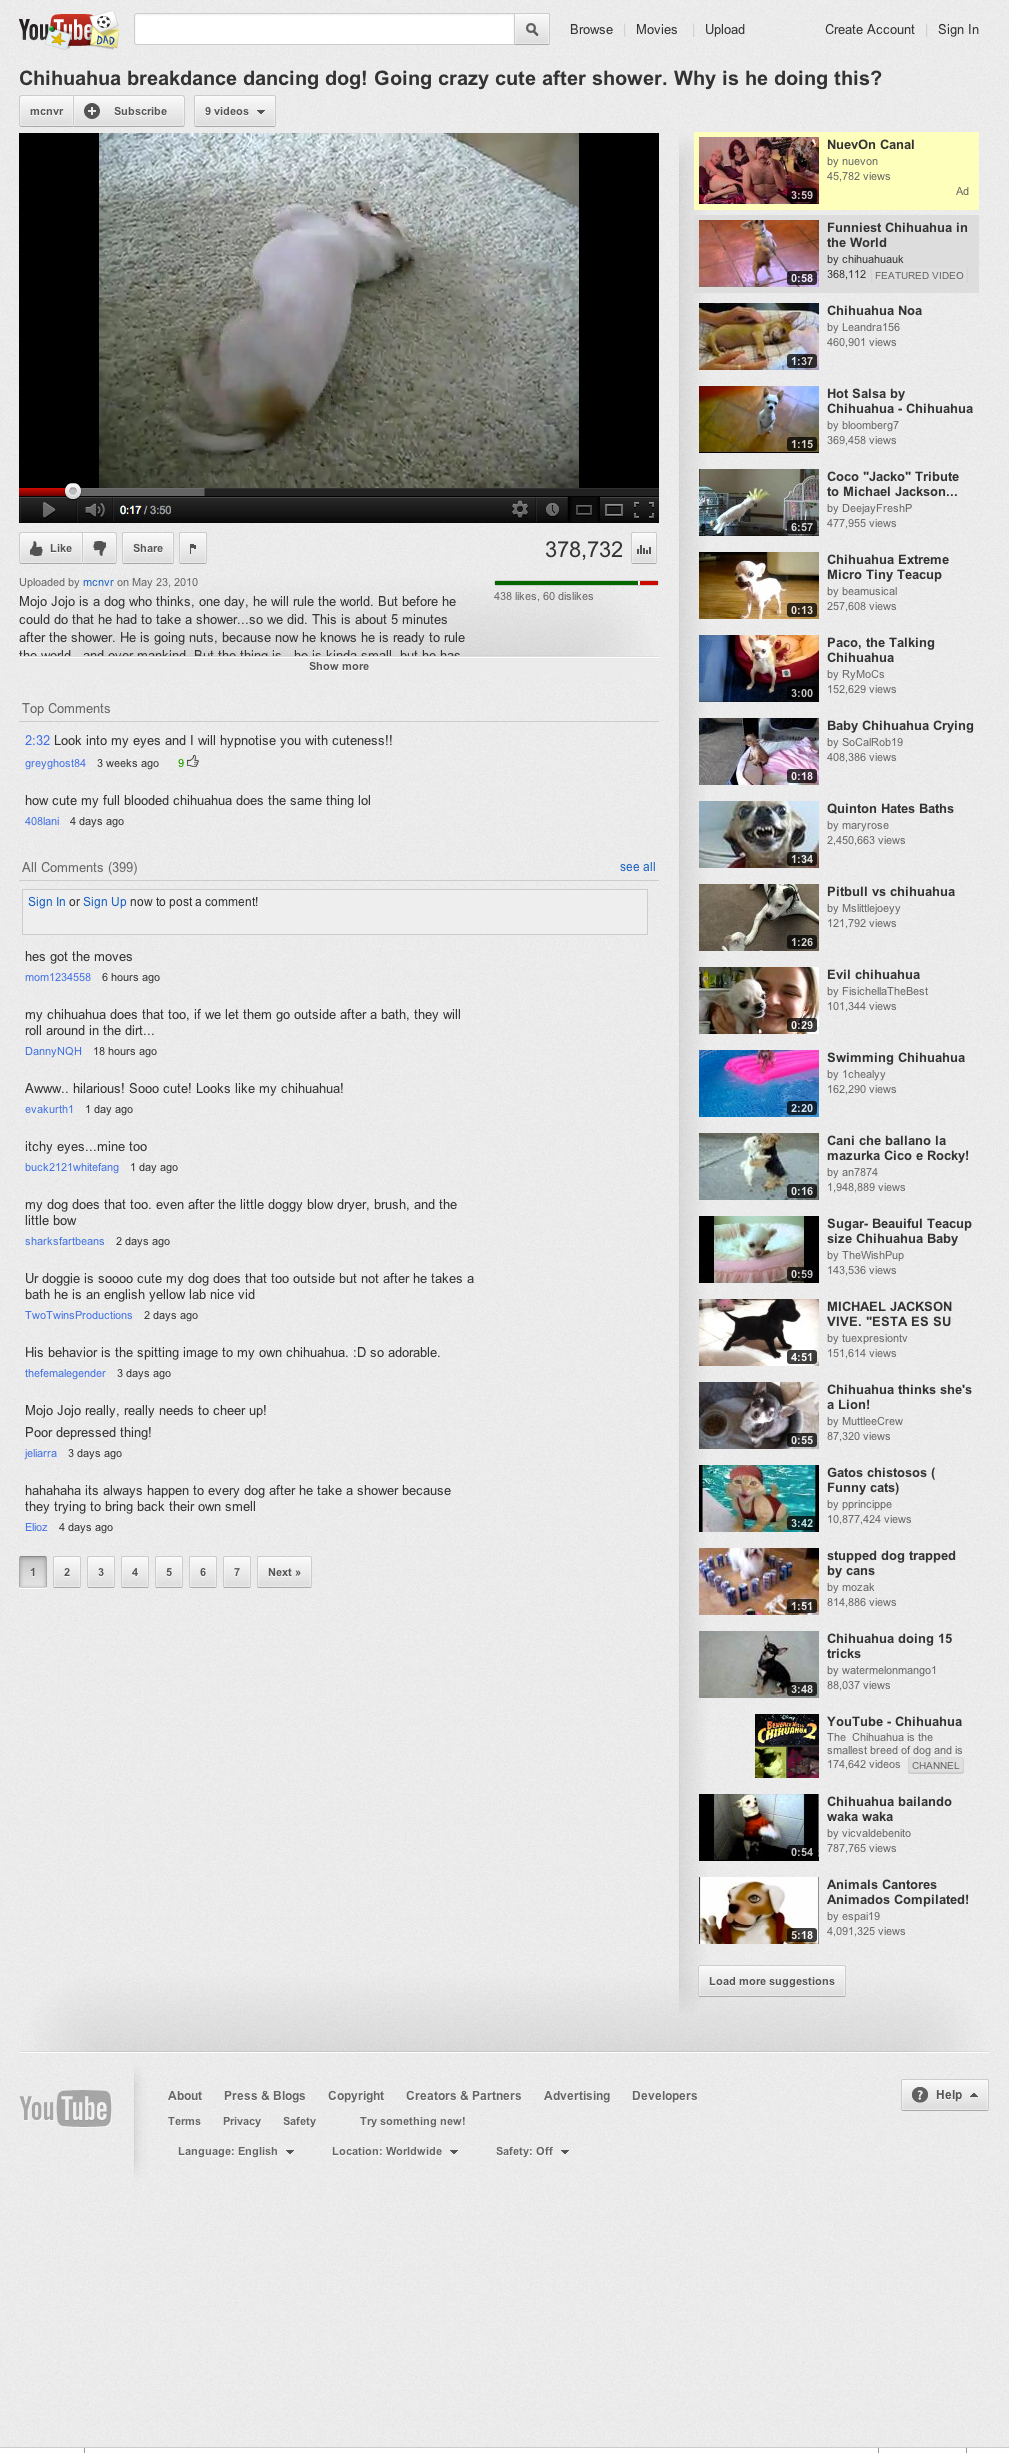 YouTube DAD
Browse | Movies | Upload
Create Account | Sign In
Chihuahua breakdance dancing dog! Going crazy cute after shower. Why is he doing this?
mcnvr Subscribe 9 videos
0:17 / 3:50
Like Share
378,732
Uploaded by mcnvr on May 23, 2010
438 likes, 60 dislikes
Mojo Jojo is a dog who thinks, one day, he will rule the world. But before he
could do that he had to take a shower...so we did. This is about 5 minutes
after the shower. He is going nuts, because now he knows he is ready to rule
the world...and over mankind. But the thing is...he is kinda small, but he has
Show more
Top Comments
2:32 Look into my eyes and I will hypnotise you with cuteness!!
greyghost84 3 weeks ago 9
how cute my full blooded chihuahua does the same thing lol
408lani 4 days ago
All Comments (399)
see all
Sign In or Sign Up now to post a comment!
hes got the moves
mom1234558 6 hours ago
my chihuahua does that too, if we let them go outside after a bath, they will
roll around in the dirt...
DannyNQH 18 hours ago
Awww.. hilarious! Sooo cute! Looks like my chihuahua!
evakurth1 1 day ago
itchy eyes...mine too
buck2121whitefang 1 day ago
my dog does that too. even after the little doggy blow dryer, brush, and the
little bow
sharksfartbeans 2 days ago
Ur doggie is soooo cute my dog does that too outside but not after he takes a
bath he is an english yellow lab nice vid
TwoTwinsProductions 2 days ago
His behavior is the spitting image to my own chihuahua. :D so adorable.
thefemalegender 3 days ago
Mojo Jojo really, really needs to cheer up!
Poor depressed thing!
jeliarra 3 days ago
hahahaha its always happen to every dog after he take a shower because
they trying to bring back their own smell
Elioz 4 days ago
1 2 3 4 5 6 7 Next »
3:59
NuevOn Canal
by nuevon
45,782 views
Ad
0:58
Funniest Chihuahua in
the World
by chihuahuauk
368,112 FEATURED VIDEO
1:37
Chihuahua Noa
by Leandra156
460,901 views
1:15
Hot Salsa by
Chihuahua - Chihuahua
by bloomberg7
369,458 views
6:57
Coco "Jacko" Tribute
to Michael Jackson...
by DeejayFreshP
477,955 views
0:13
Chihuahua Extreme
Micro Tiny Teacup
by beamusical
257,608 views
3:00
Paco, the Talking
Chihuahua
by RyMoCs
152,629 views
0:18
Baby Chihuahua Crying
by SoCalRob19
408,386 views
1:34
Quinton Hates Baths
by maryrose
2,450,663 views
1:26
Pitbull vs chihuahua
by Mslittlejoeyy
121,792 views
0:29
Evil chihuahua
by FisichellaTheBest
101,344 views
2:20
Swimming Chihuahua
by 1chealyy
162,290 views
0:16
Cani che ballano la
mazurka Cico e Rocky!
by an7874
1,948,889 views
0:59
Sugar- Beauiful Teacup
size Chihuahua Baby
by TheWishPup
143,536 views
4:51
MICHAEL JACKSON
VIVE. "ESTA ES SU
by tuexpresiontv
151,614 views
0:55
Chihuahua thinks she's
a Lion!
by MuttleeCrew
87,320 views
3:42
Gatos chistosos (
Funny cats)
by pprincippe
10,877,424 views
1:51
stupped dog trapped
by cans
by mozak
814,886 views
3:48
Chihuahua doing 15
tricks
by watermelonmango1
88,037 views
Disney
BEVERLY HILLS
CHIHUAHUA 2
YouTube - Chihuahua
The Chihuahua is the
smallest breed of dog and is
174,642 videos CHANNEL
0:54
Chihuahua bailando
waka waka
by vicvaldebenito
787,765 views
5:18
Animals Cantores
Animados Compilated!
by espai19
4,091,325 views
Load more suggestions
YouTube
About Press & Blogs Copyright Creators & Partners Advertising Developers
Help
Terms Privacy Safety Try something new!
Language: English Location: Worldwide Safety: Off